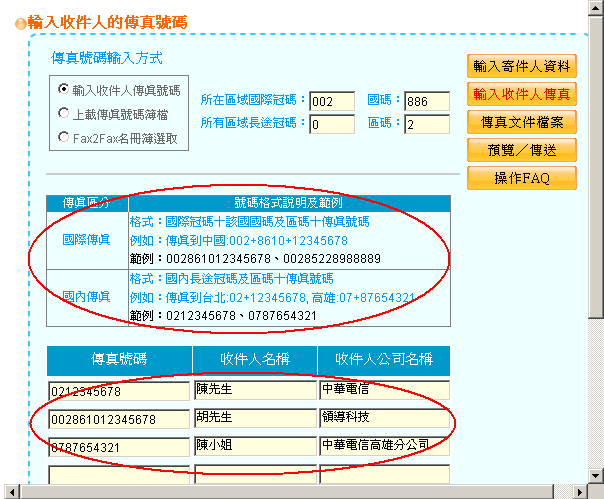 輸入收件人的傳真號碼
傳真號碼輸入方式
輸入收件人傳真號碼
上載傳真號碼簿檔
Fax2Fax名冊簿選取
所在區域國際冠碼：002 國碼：886
所有區域長途冠碼：0 區碼：2
輸入寄件人資料
輸入收件人傳真
傳真文件檔案
預覽／傳送
操作FAQ
傳真區分 號碼格式說明及範例
國際傳真
格式：國際冠碼＋該國國碼及區碼＋傳真號碼
例如：傳真到中國:002+8610+12345678
範例：002861012345678、00285228988889
國內傳真
格式：國內長途冠碼及區碼＋傳真號碼
例如：傳真到台北:02+12345678, 高雄:07+87654321
範例：0212345678、0787654321
傳真號碼 收件人名稱 收件人公司名稱
0212345678 陳先生 中華電信
002861012345678 胡先生 領導科技
0787654321 陳小姐 中華電信高雄分公司